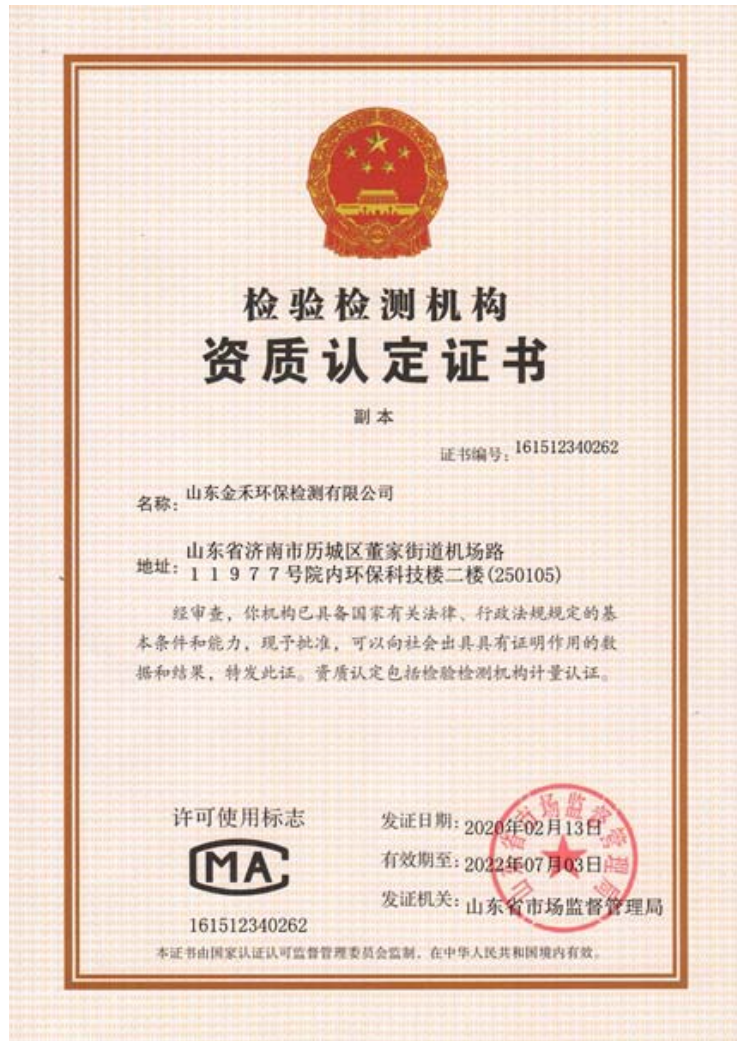 检验检测机构
资质认定证书
副本
证书编号：161512340262
名称：山东金禾环保检测有限公司
地址：山东省济南市历城区董家街道机场路
11977号院内环保科技楼二楼(250105)
经审查，你机构已具备国家有关法律、行政法规规定的基
本条件和能力，现予批准，可以向社会出具具有证明作用的数
据和结果，特发此证。资质认定包括检验检测机构计量认证。
许可使用标志
MA
161512340262
发证日期：2020年02月13日
有效期至：2022年07月03日
发证机关：山东省市场监督管理局
山东省市场监督管理局
本证书由国家认证认可监督管理委员会监制，在中华人民共和国境内有效。